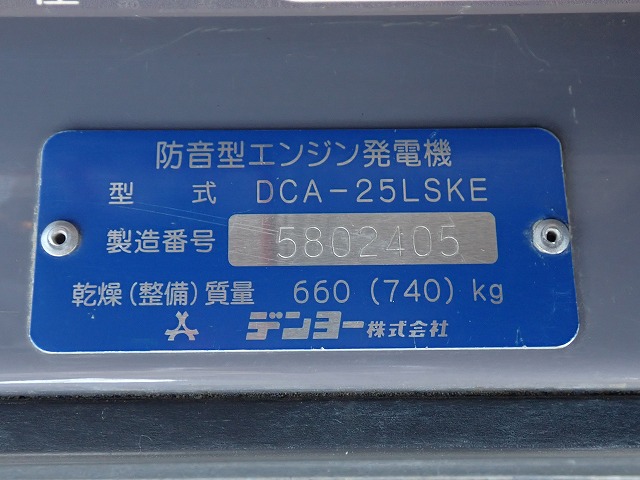 防音型エンジン発電機
型 式 DCA-25LSKE
製造番号 5802405
乾燥(整備)質量 660(740)kg
デンヨー株式会社